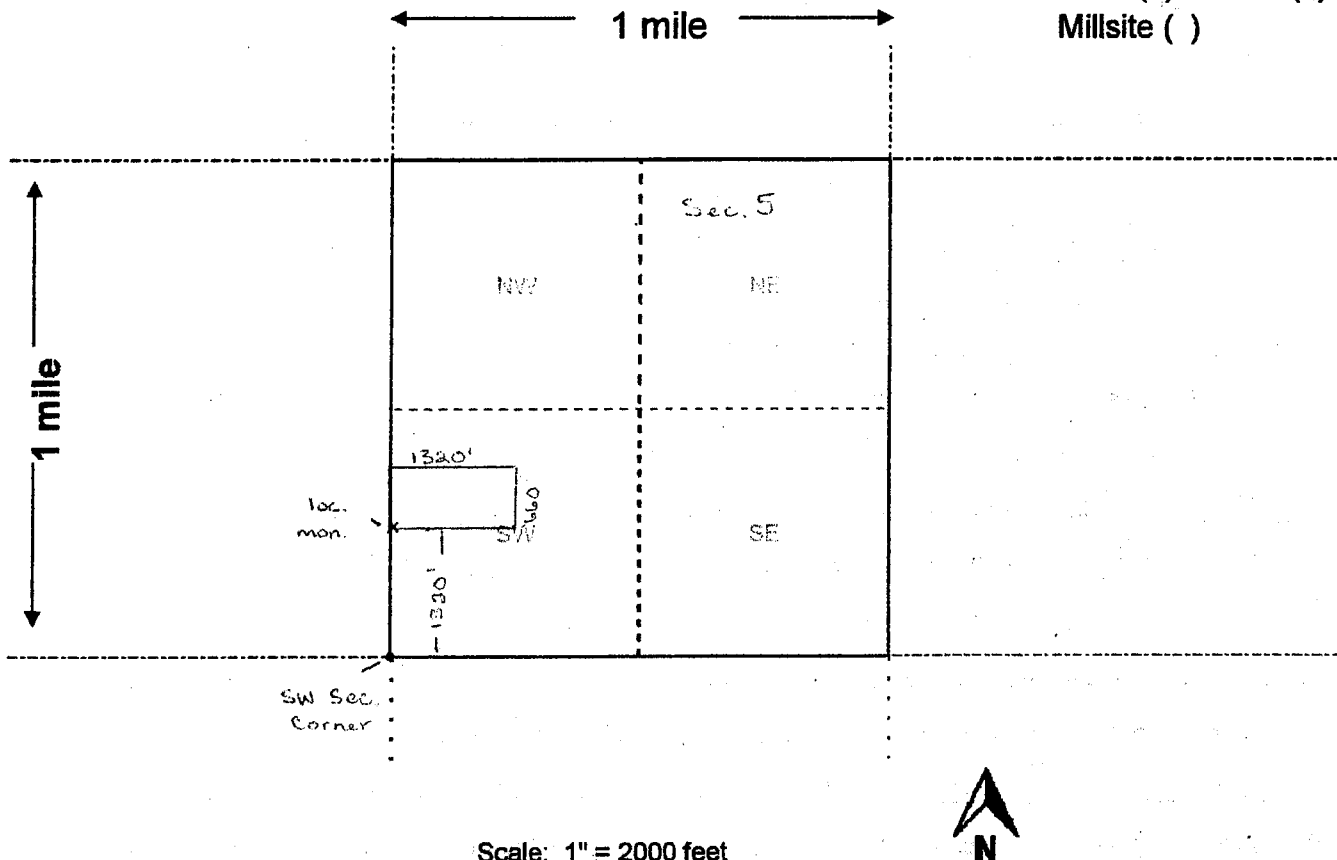 1 mile
Millsite ( )
Sec. 5
NW
NE
1 mile
1320'
660'
loc.
mon.
SW
SE
1320'
SW Sec.
Corner
N
Scale: 1" = 2000 feet